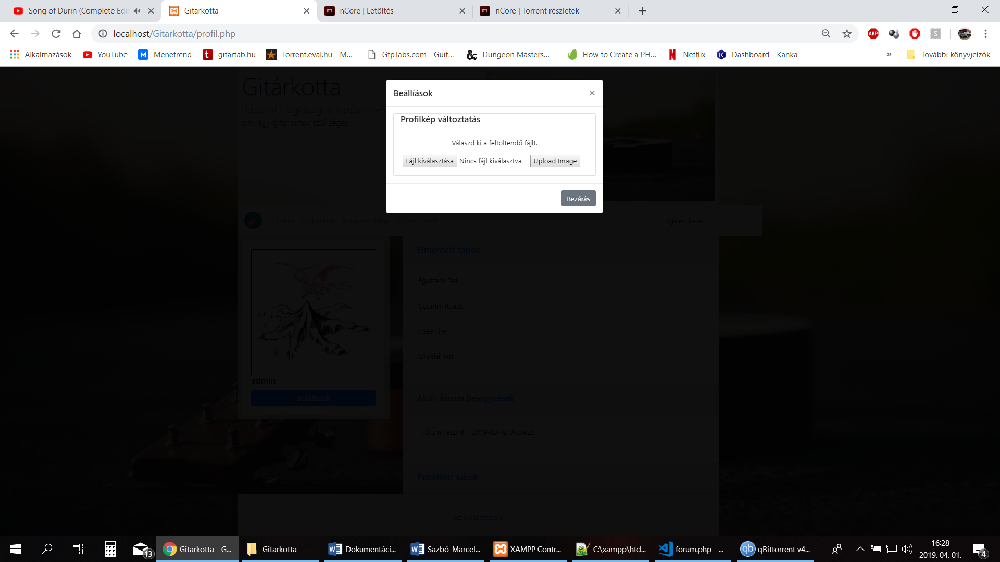 Song of Durin (Complete Edi
Gitarkotta
nCore | Letöltés
nCore | Torrent részletek
localhost/Gitarkotta/profil.php
ABP
S
Alkalmazások
YouTube
Menetrend
gitartab.hu
Torrent.eval.hu - M...
GtpTabs.com - Guit...
Dungeon Masters...
How to Create a PH...
Netflix
Dashboard - Kanka
»
További könyvjelzők
Gitárkotta
Üdvözlet! A legjobb gitáros oldalon, aho
ami egy gitárosnak szükséges.
Beállíások
×
Profilkép változtatás
Válaszd ki a feltöltendő fájlt.
Fájl kiválasztása Nincs fájl kiválasztva
Upload Image
Bezárás
Főoldal
Gitárkották
Kotta feltöltése
Fórum
Profil
Kijelentkezés
admin
Beállítások
Elmentett tabok:
Egyszerű Dal
Country Roads
I See Fire
Örökké Tart
Aktív fórum bejegyzések
Fórum Teszt 01- 2019-03-12 07:59:25
Feltöltött tabok:
Az oldal tetejére
13
Gitarkotta - G...
Gitarkotta
Dokumentáci...
Sazbó_Marcel...
XAMPP Contr...
C:\xampp\htd...
forum.php - ...
qBittorrent v4...
16:28
2019. 04. 01.
4